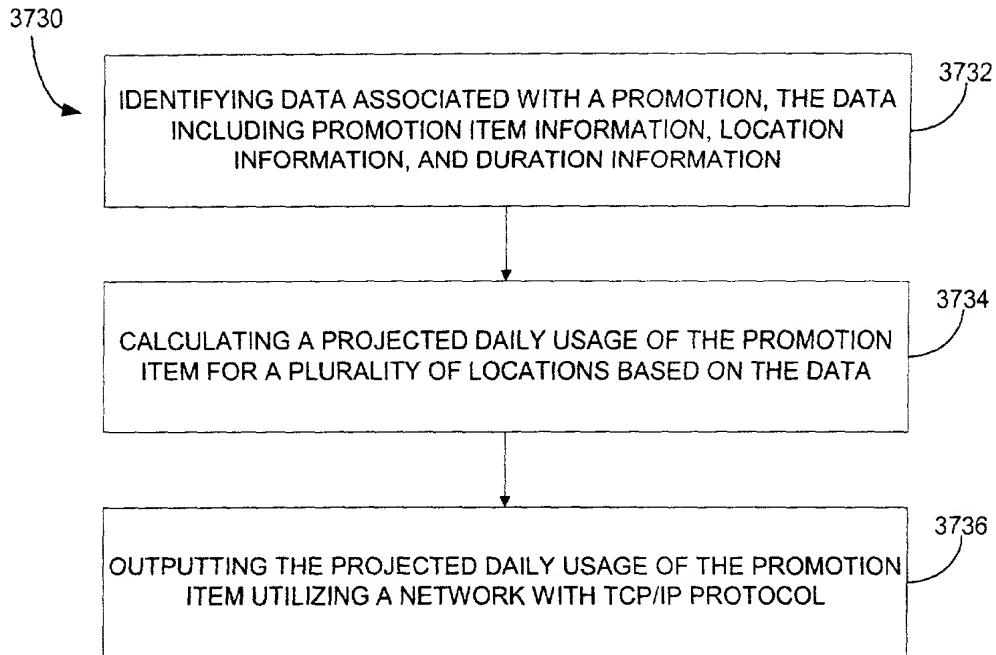 3730
3732
IDENTIFYING DATA ASSOCIATED WITH A PROMOTION, THE DATA
INCLUDING PROMOTION ITEM INFORMATION, LOCATION
INFORMATION, AND DURATION INFORMATION
3734
CALCULATING A PROJECTED DAILY USAGE OF THE PROMOTION
ITEM FOR A PLURALITY OF LOCATIONS BASED ON THE DATA
3736
OUTPUTTING THE PROJECTED DAILY USAGE OF THE PROMOTION
ITEM UTILIZING A NETWORK WITH TCP/IP PROTOCOL